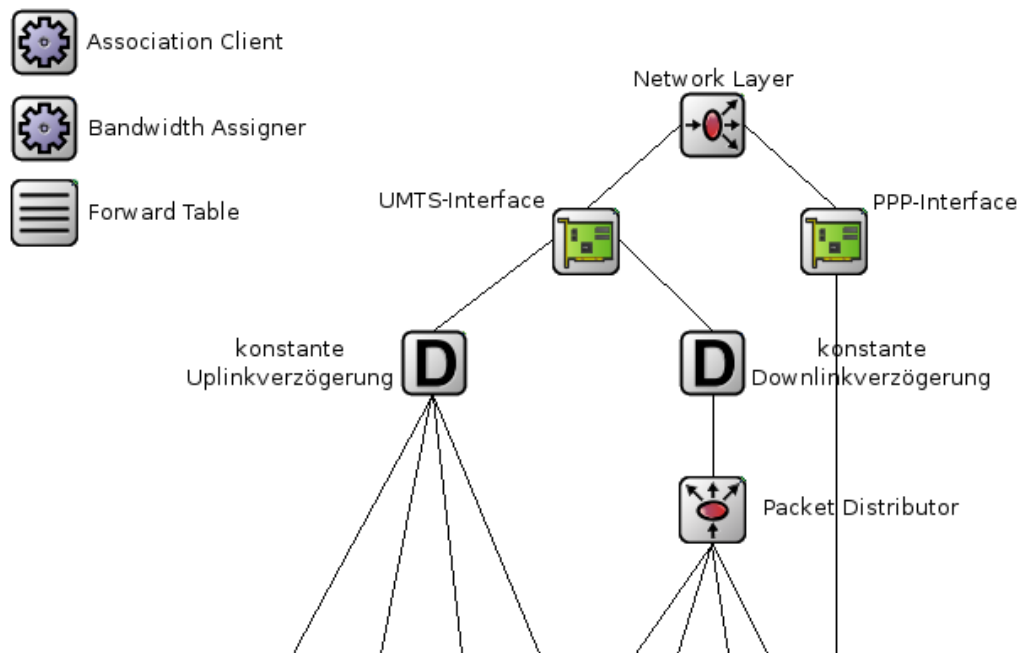 Association Client
Network Layer
Bandwidth Assigner
UMTS-Interface
PPP-Interface
Forward Table
konstante
Uplinkverzögerung
D
D
konstante
Downlinkverzögerung
Packet Distributor